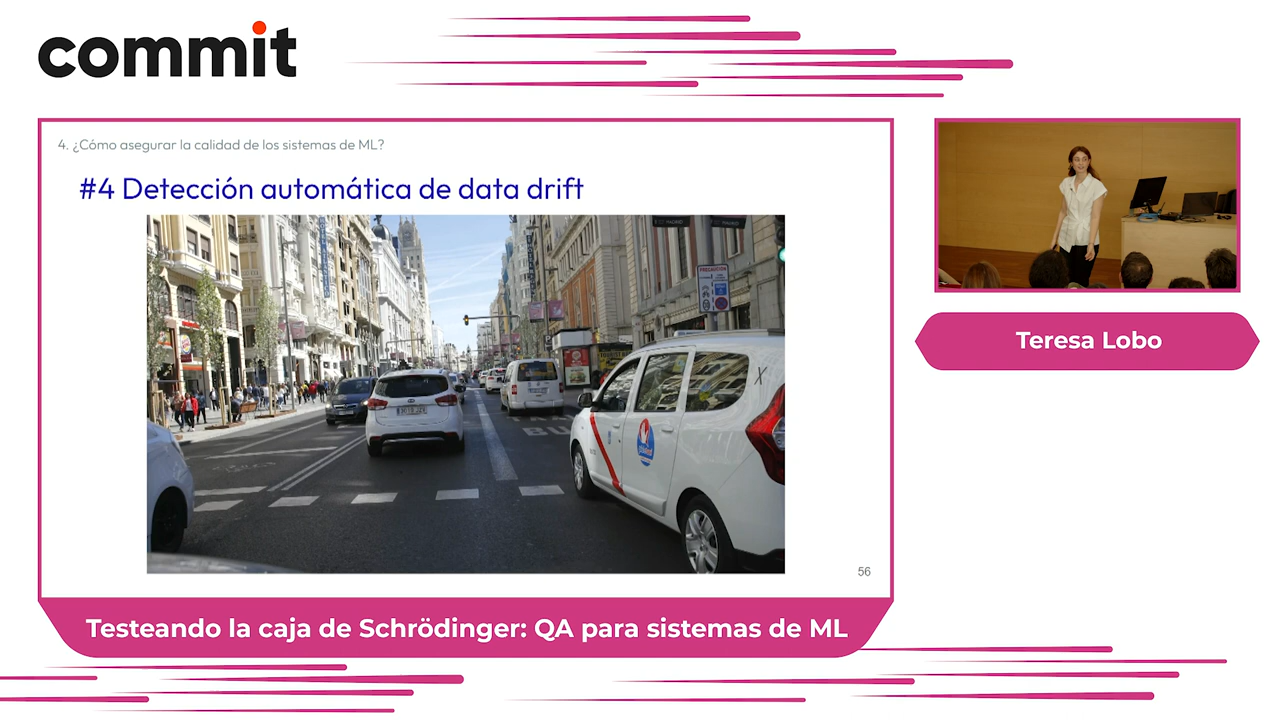 commit
4. ¿Cómo asegurar la calidad de los sistemas de ML?
#4 Detección automática de data drift
PRECAUCIÓN
56
Teresa Lobo
Testeando la caja de Schrödinger: QA para sistemas de ML